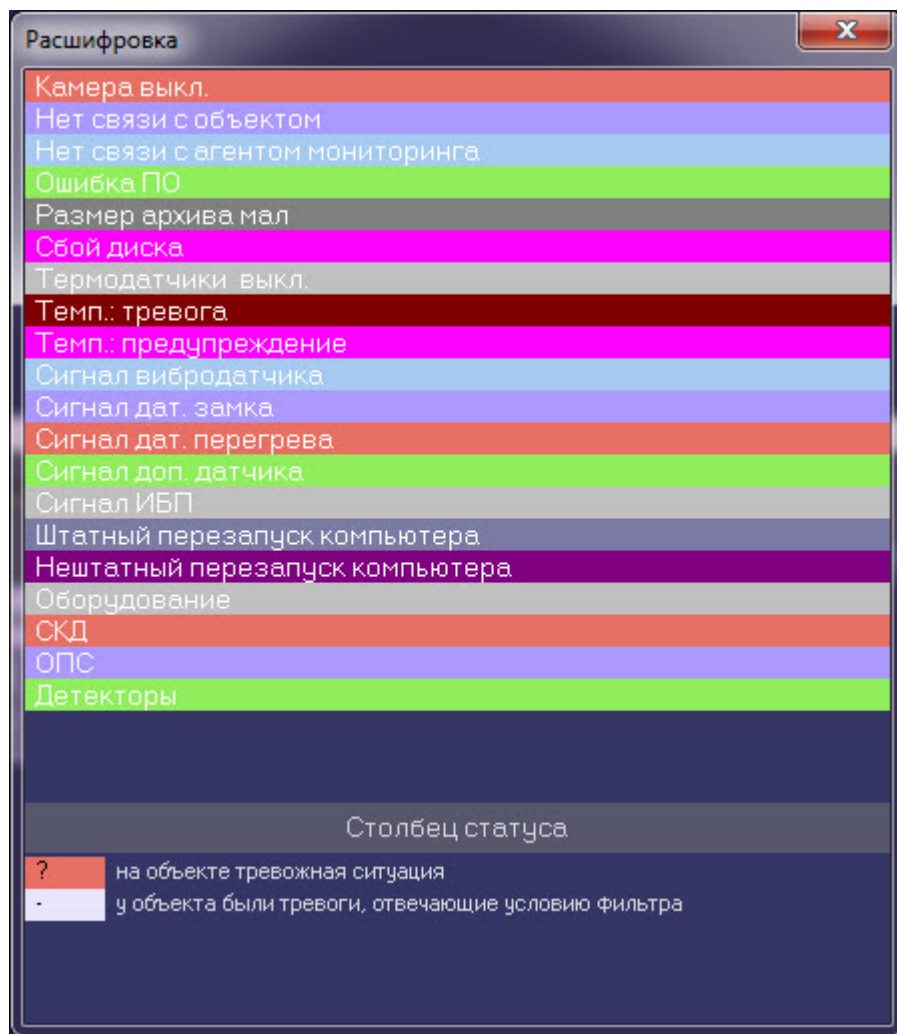 Расшифровка
Камера выкл.
Нет связи с объектом
Нет связи с агентом мониторинга
Ошибка ПО
Размер архива мал
Сбой диска
Термодатчики выкл.
Темп.: тревога
Темп.: предупреждение
Сигнал вибродатчика
Сигнал дат. замка
Сигнал дат. перегрева
Сигнал доп. датчика
Сигнал ИБП
Штатный перезапуск компьютера
Нештатный перезапуск компьютера
Оборудование
СКД
ОПС
Детекторы
Столбец статуса
? на объекте тревожная ситуация
- у объекта были тревоги, отвечающие условию фильтра